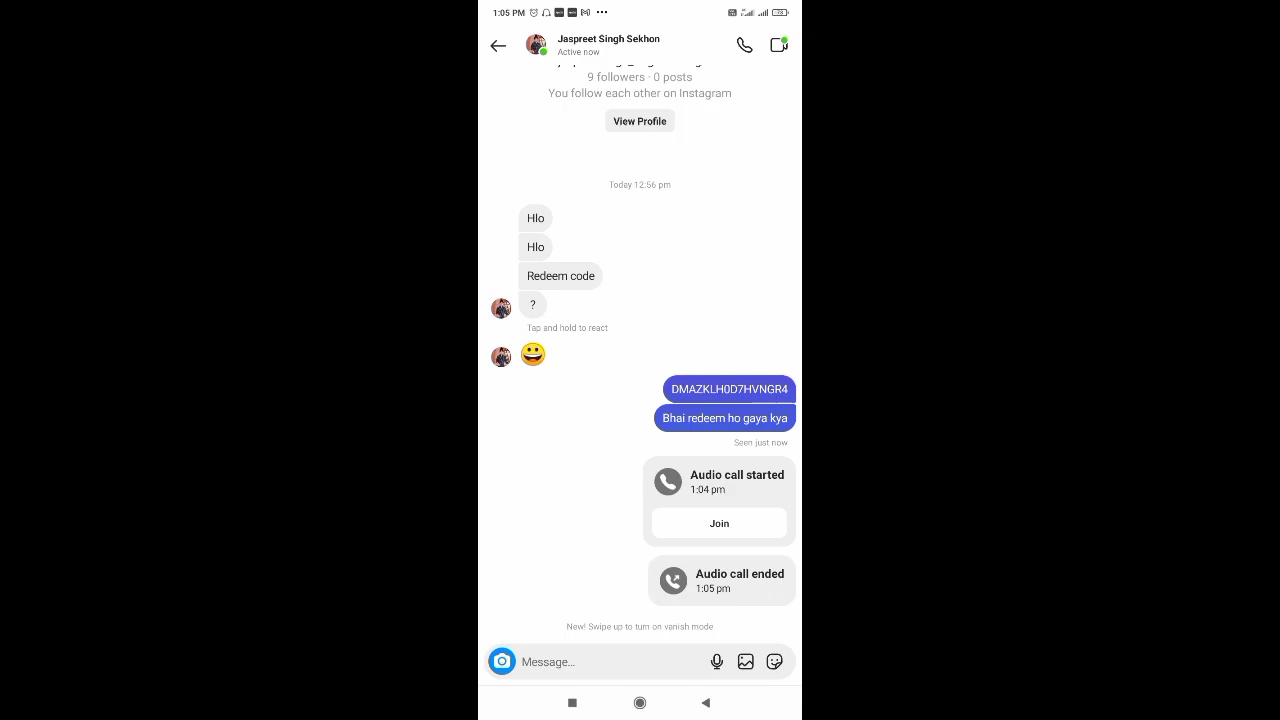 1:05 PM
Jaspreet Singh Sekhon
Active now
9 followers · 0 posts
You follow each other on Instagram
View Profile
Today 12:56 pm
Hlo
Hlo
Redeem code
?
Tap and hold to react
DMAZKLH0D7HVNGR4
Bhai redeem ho gaya kya
Seen just now
Audio call started
1:04 pm
Join
Audio call ended
1:05 pm
New! Swipe up to turn on vanish mode
Message...